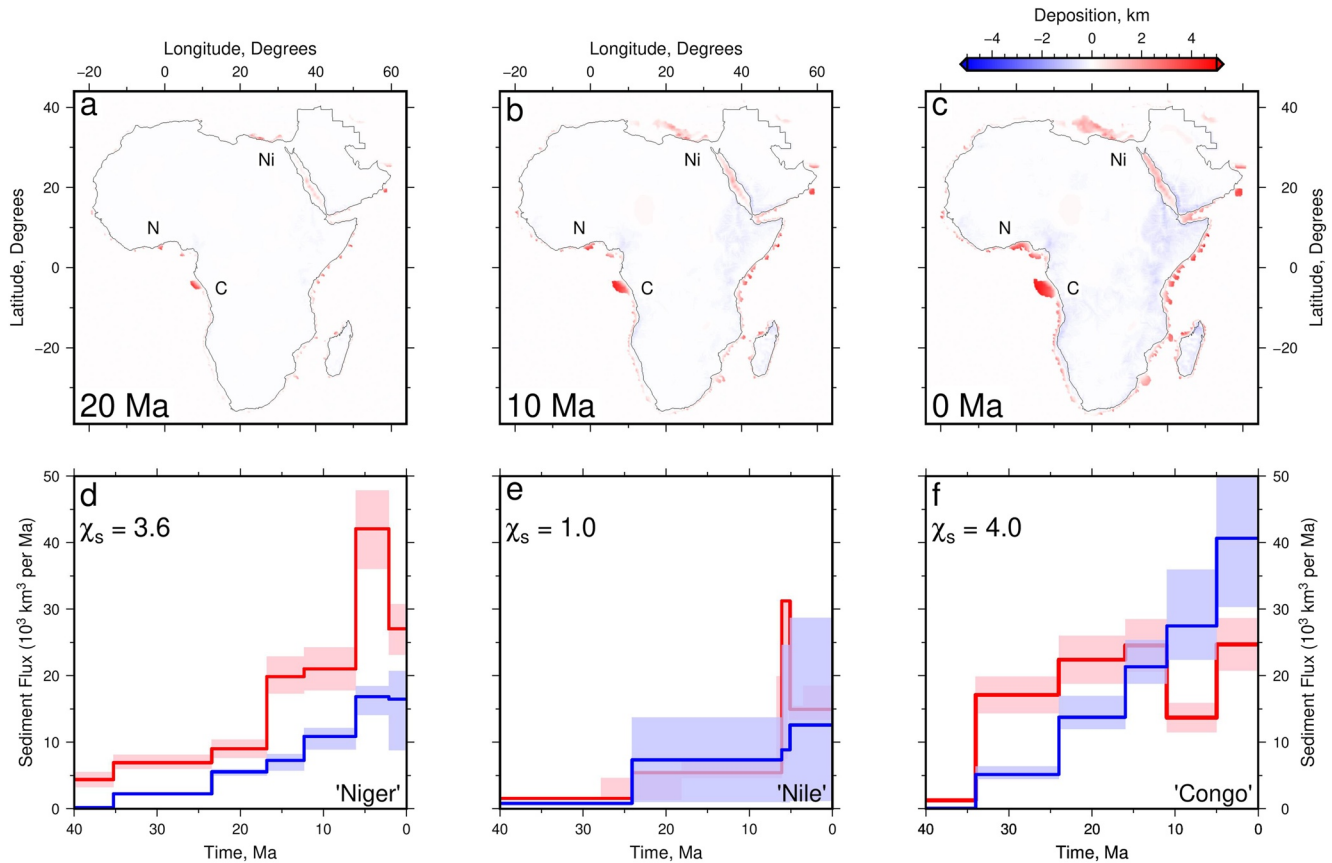 Deposition, km
−4 −2 0 2 4
Longitude, Degrees
−20 0 20 40 60
Longitude, Degrees
−20 0 20 40 60
Latitude, Degrees
40
20
0
−20
a
Ni
N
C
20 Ma
b
Ni
N
C
10 Ma
c
Ni
N
C
0 Ma
40
20
0
−20
Latitude, Degrees
Sediment Flux (10³ km³ per Ma)
50
40
30
20
10
0
d
χs = 3.6
'Niger'
40 30 20 10 0
Time, Ma
e
χs = 1.0
'Nile'
40 30 20 10 0
Time, Ma
f
χs = 4.0
'Congo'
40 30 20 10 0
Time, Ma
50
40
30
20
10
0
Sediment Flux (10³ km³ per Ma)